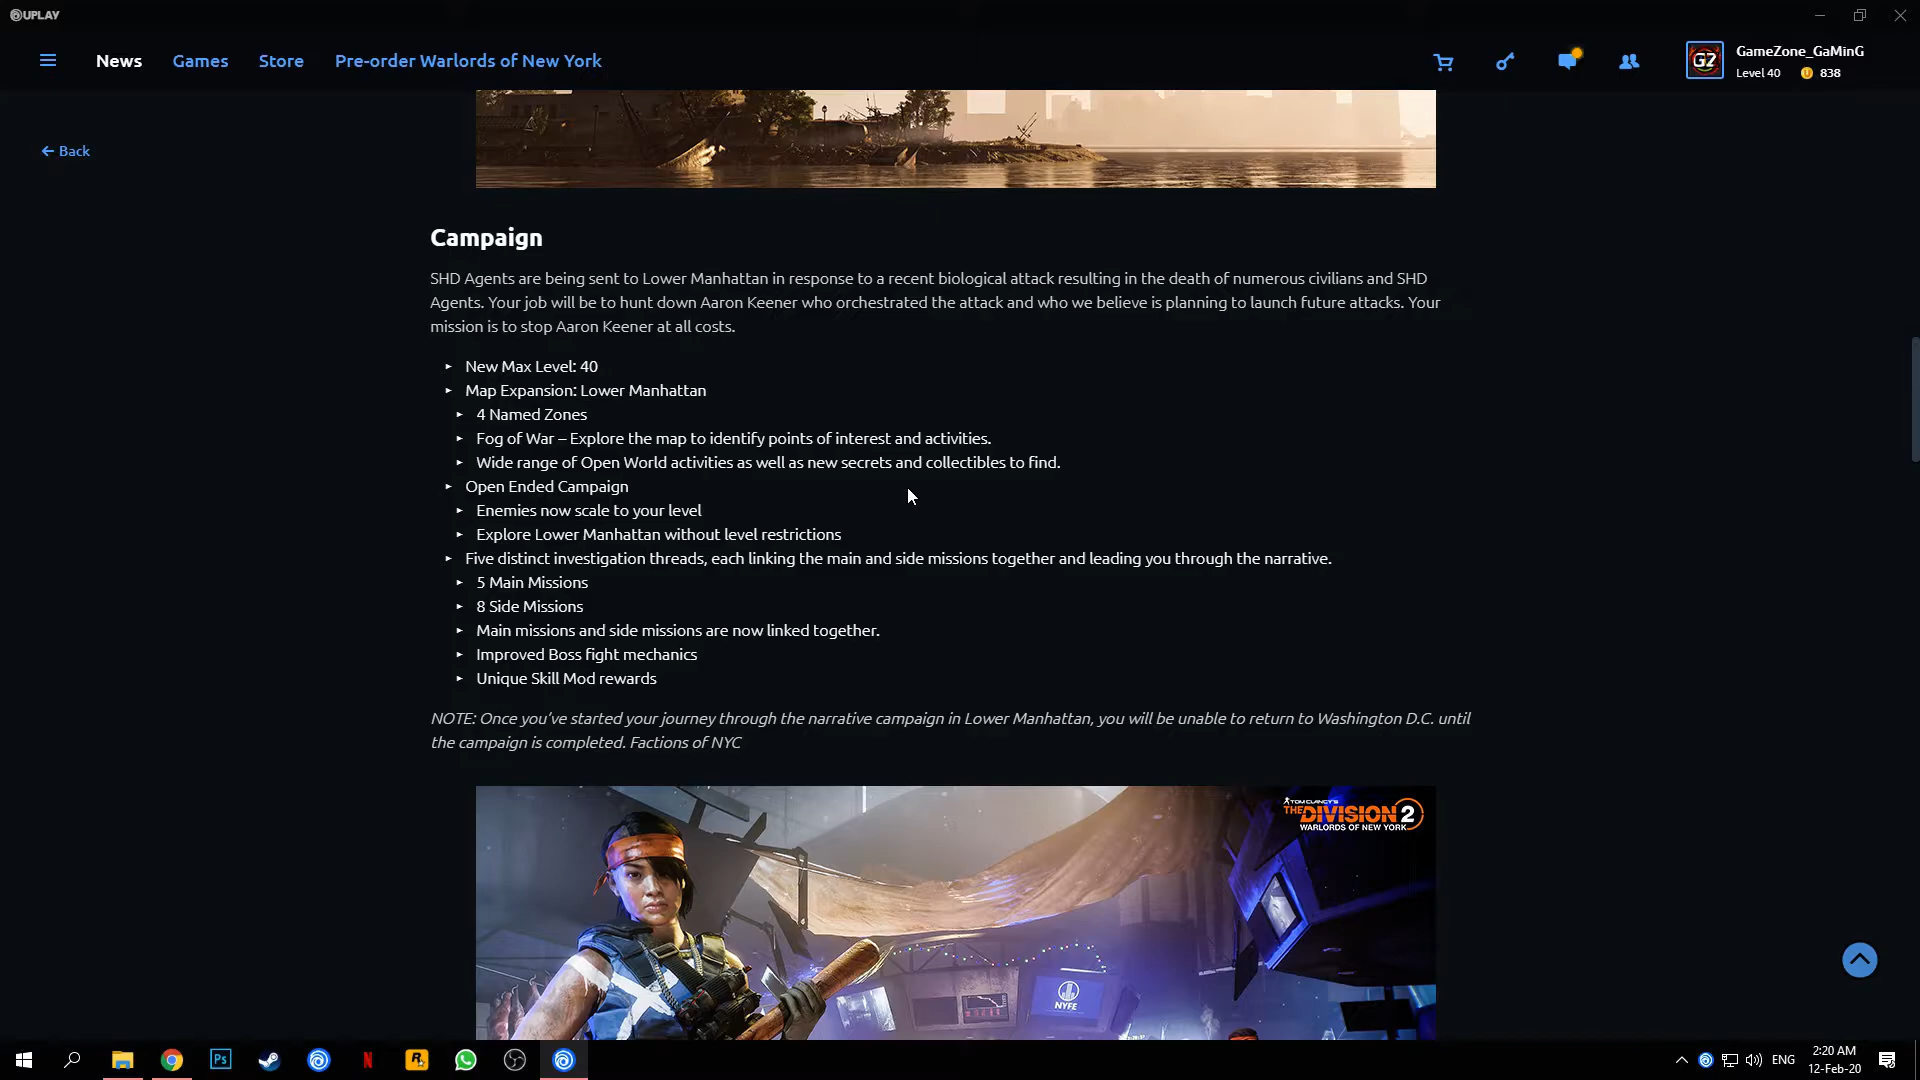 UPLAY
News
Games
Store
Pre-order Warlords of New York
GZ
GameZone_GaMinG
Level 40
838
Back
Campaign
SHD Agents are being sent to Lower Manhattan in response to a recent biological attack resulting in the death of numerous civilians and SHD
Agents. Your job will be to hunt down Aaron Keener who orchestrated the attack and who we believe is planning to launch future attacks. Your
mission is to stop Aaron Keener at all costs.
New Max Level: 40
Map Expansion: Lower Manhattan
4 Named Zones
Fog of War – Explore the map to identify points of interest and activities.
Wide range of Open World activities as well as new secrets and collectibles to find.
Open Ended Campaign
Enemies now scale to your level
Explore Lower Manhattan without level restrictions
Five distinct investigation threads, each linking the main and side missions together and leading you through the narrative.
5 Main Missions
8 Side Missions
Main missions and side missions are now linked together.
Improved Boss fight mechanics
Unique Skill Mod rewards
NOTE: Once you've started your journey through the narrative campaign in Lower Manhattan, you will be unable to return to Washington D.C. until
the campaign is completed. Factions of NYC
TOM CLANCY'S
THE DIVISION 2
WARLORDS OF NEW YORK
NYFE
Ps
N
R
ENG
2:20 AM
12-Feb-20